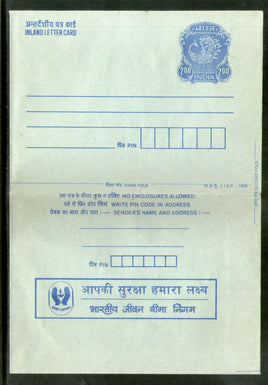 अन्तर्देशीय पत्र कार्ड
INLAND LETTER CARD
भारत
200 200
INDIA
पिन PIN
तीसरा मोड़ THIRD FOLD
इस पत्र के भीतर कुछ न रखिए NO ENCLOSURES ALLOWED
पते में पिन कोड लिखें WRITE PIN CODE IN ADDRESS
प्रेषक का नाम और पता :— SENDER'S NAME AND ADDRESS :—
पिन PIN
आपकी सुरक्षा हमारा लक्ष्य
भारतीय जीवन बीमा निगम